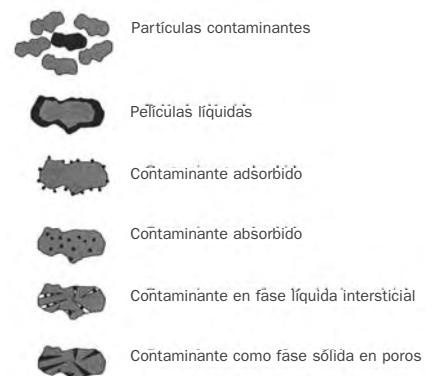 Partículas contaminantes
Películas líquidas
Contaminante adsorbido
Contaminante absorbido
Contaminante en fase líquida intersticial
Contaminante como fase sólida en poros